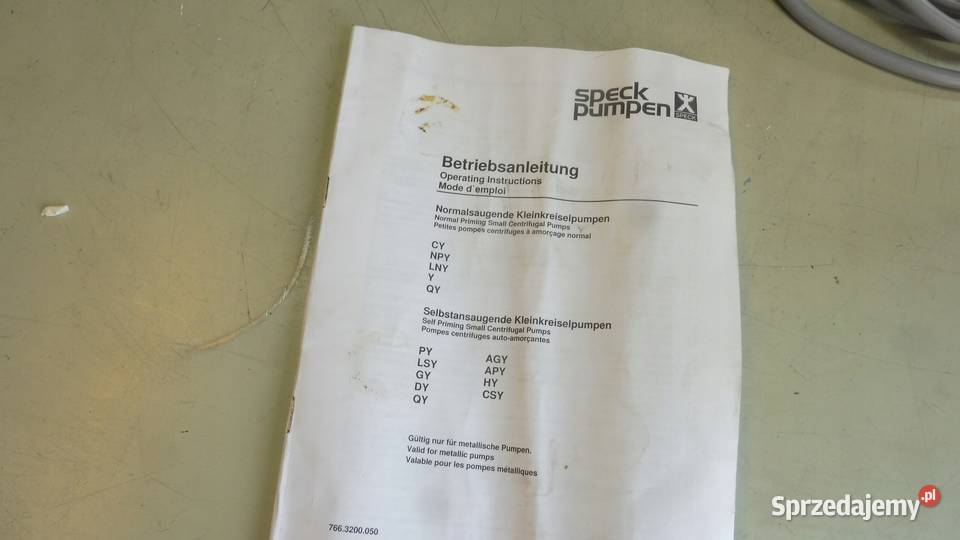 speck
pumpen
SPECK
Betriebsanleitung
Operating Instructions
Mode d`emploi
Normalsaugende Kleinkreiselpumpen
Normal Priming Small Centrifugal Pumps
Petites pompes centrifuges à amorçage normal
CY
NPY
LNY
Y
QY
Selbstansaugende Kleinkreiselpumpen
Self Priming Small Centrifugal Pumps
Pompes centrifuges auto-amorçantes
PY AGY
LSY APY
GY HY
DY CSY
QY
Gültig nur für metallische Pumpen.
Valid for metallic pumps
Valable pour les pompes métalliques
766.3200.050
Sprzedajemy.pl